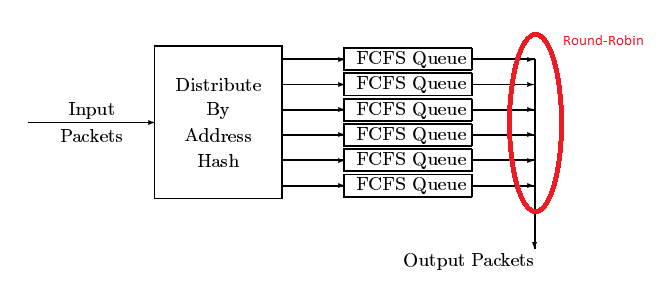 Round-Robin
Input
Packets
Distribute
By
Address
Hash
FCFS Queue
FCFS Queue
FCFS Queue
FCFS Queue
FCFS Queue
FCFS Queue
Output Packets